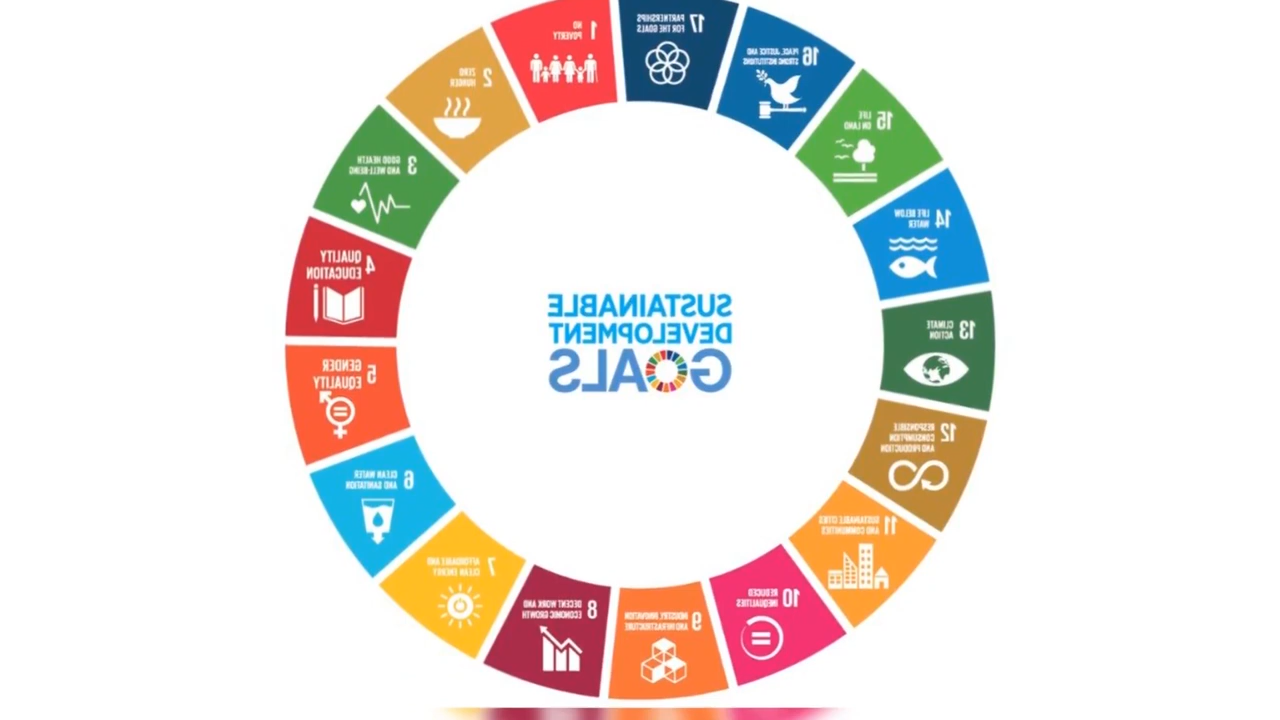 1 NO
POVERTY
2 ZERO
HUNGER
3 GOOD HEALTH
AND WELL-BEING
4 QUALITY
EDUCATION
5 GENDER
EQUALITY
6 CLEAN WATER
AND SANITATION
7 AFFORDABLE AND
CLEAN ENERGY
8 DECENT WORK AND
ECONOMIC GROWTH
9 INDUSTRY, INNOVATION
AND INFRASTRUCTURE
10 REDUCED
INEQUALITIES
11 SUSTAINABLE CITIES
AND COMMUNITIES
12 RESPONSIBLE
CONSUMPTION
AND PRODUCTION
13 CLIMATE
ACTION
14 LIFE BELOW
WATER
15 LIFE
ON LAND
16 PEACE, JUSTICE AND
STRONG INSTITUTIONS
17 PARTNERSHIPS
FOR THE GOALS
SUSTAINABLE
DEVELOPMENT
GOALS